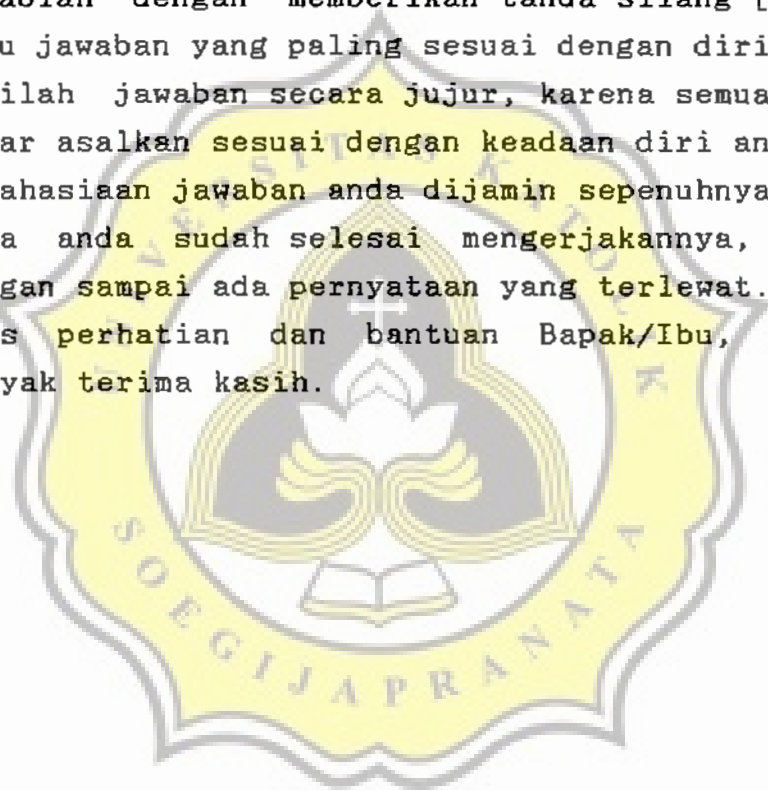 abian dengan memberikan tanda silang [
u jawaban yang paling sesuai dengan diri
ilah jawaban secara jujur, karena semua
ar asalkan sesuai dengan keadaan diri an
ahasiaan jawaban anda dijamin sepenuhnya
a anda sudah selesai mengerjakannya,
gan sampai ada pernyataan yang terlewat.
s perhatian dan bantuan Bapak/Ibu,
yak terima kasih.
UNIVERSITAS KATOLIK
SOEGIJAPRANATA